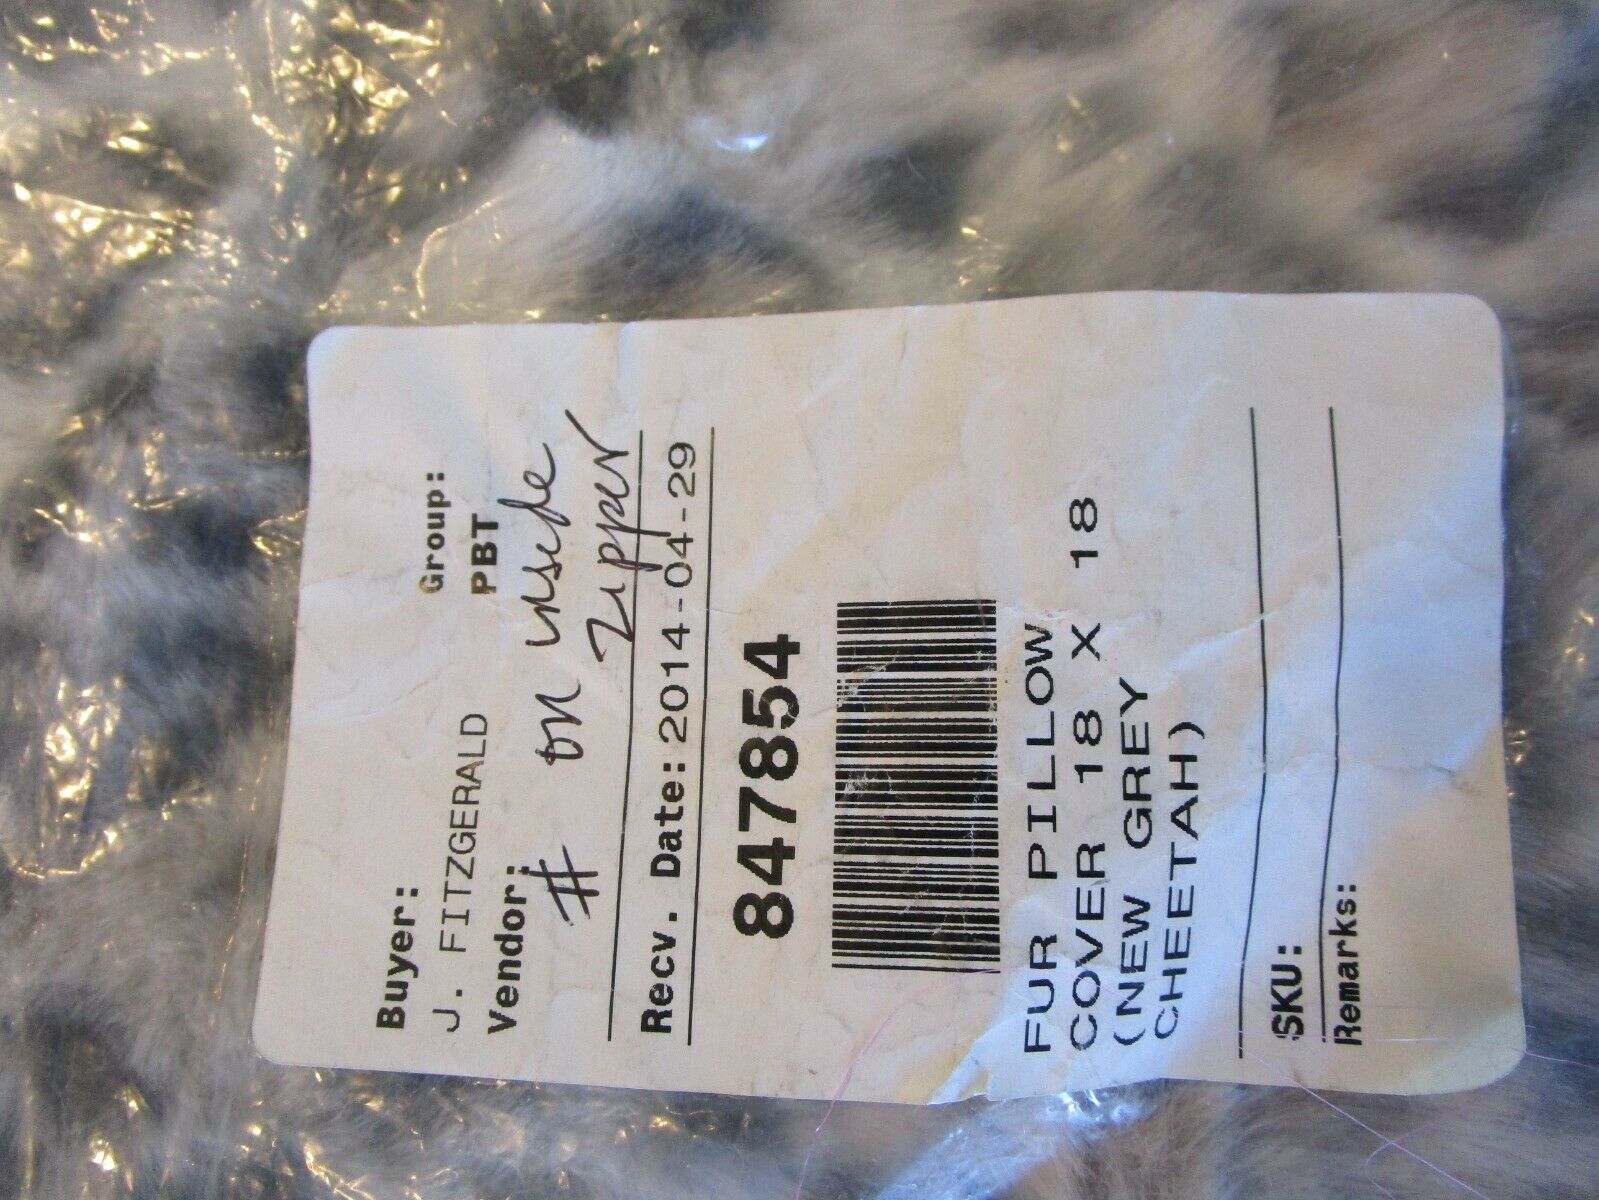 Buyer: Group:
J. FITZGERALD PBT
Vendor:
# on inside
zipper
Recv. Date: 2014-04-29
847854
FUR PILLOW
COVER 18 X 18
(NEW GREY
CHEETAH)
SKU:
Remarks: